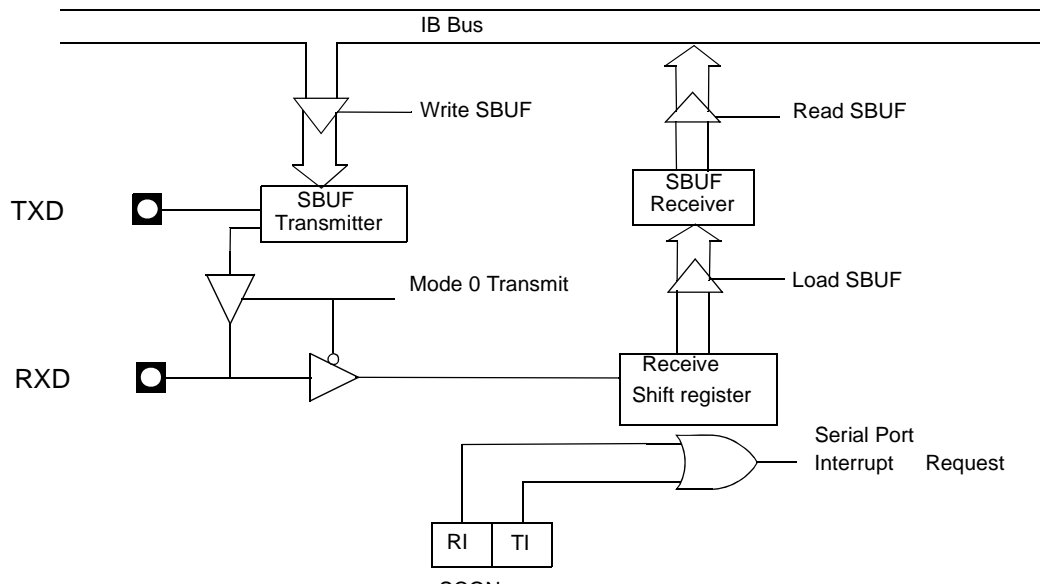 IB Bus
Write SBUF
Read SBUF
SBUF
Transmitter
SBUF
Receiver
TXD
Mode 0 Transmit
Load SBUF
RXD
Receive
Shift register
Serial Port
Interrupt Request
RI
TI
SCON